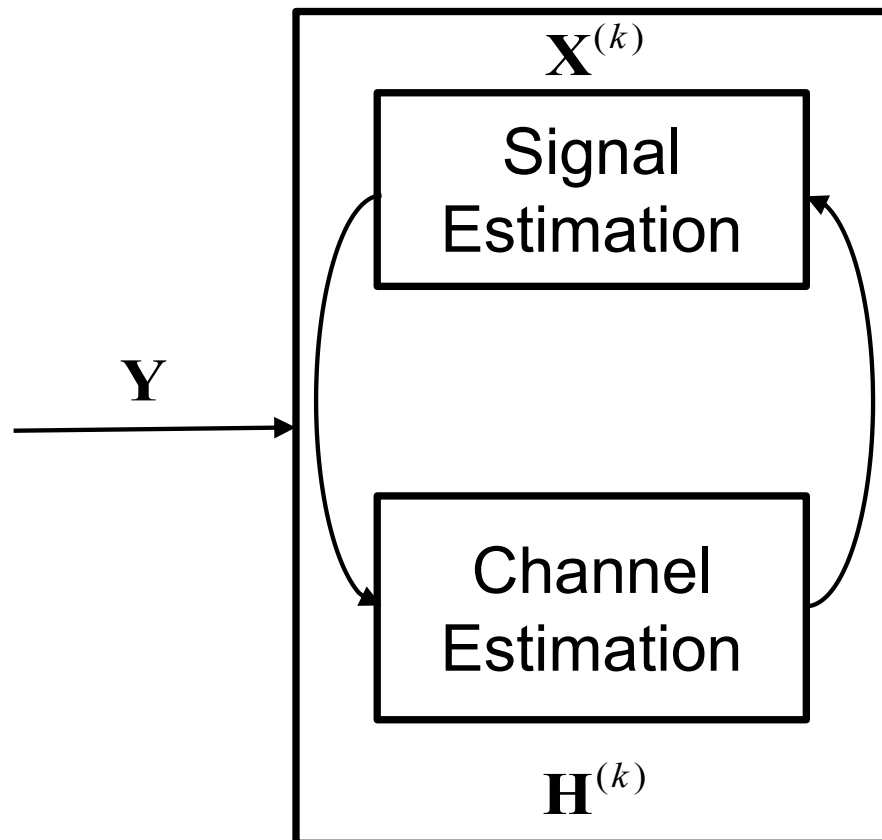 X^(k)
Signal
Estimation
Y
Channel
Estimation
H^(k)